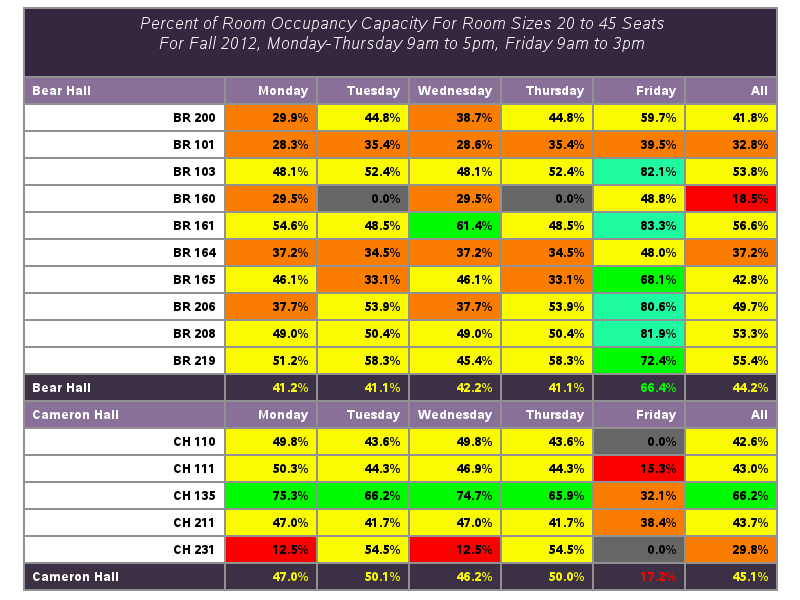 Percent of Room Occupancy Capacity For Room Sizes 20 to 45 Seats
For Fall 2012, Monday-Thursday 9am to 5pm, Friday 9am to 3pm
Bear Hall Monday Tuesday Wednesday Thursday Friday All
BR 200 29.9% 44.8% 38.7% 44.8% 59.7% 41.8%
BR 101 28.3% 35.4% 28.6% 35.4% 39.5% 32.8%
BR 103 48.1% 52.4% 48.1% 52.4% 82.1% 53.8%
BR 160 29.5% 0.0% 29.5% 0.0% 48.8% 18.5%
BR 161 54.6% 48.5% 61.4% 48.5% 83.3% 56.6%
BR 164 37.2% 34.5% 37.2% 34.5% 48.0% 37.2%
BR 165 46.1% 33.1% 46.1% 33.1% 68.1% 42.8%
BR 206 37.7% 53.9% 37.7% 53.9% 80.6% 49.7%
BR 208 49.0% 50.4% 49.0% 50.4% 81.9% 53.3%
BR 219 51.2% 58.3% 45.4% 58.3% 72.4% 55.4%
Bear Hall 41.2% 41.1% 42.2% 41.1% 66.4% 44.2%
Cameron Hall Monday Tuesday Wednesday Thursday Friday All
CH 110 49.8% 43.6% 49.8% 43.6% 0.0% 42.6%
CH 111 50.3% 44.3% 46.9% 44.3% 15.3% 43.0%
CH 135 75.3% 66.2% 74.7% 65.9% 32.1% 66.2%
CH 211 47.0% 41.7% 47.0% 41.7% 38.4% 43.7%
CH 231 12.5% 54.5% 12.5% 54.5% 0.0% 29.8%
Cameron Hall 47.0% 50.1% 46.2% 50.0% 17.2% 45.1%